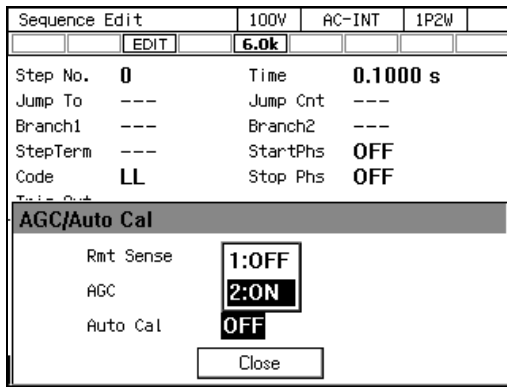 Sequence Edit 100V AC-INT 1P2W
EDIT 6.0k
Step No. 0 Time 0.1000 s
Jump To --- Jump Cnt ---
Branch1 --- Branch2 ---
StepTerm --- StartPhs OFF
Code LL Stop Phs OFF
AGC/Auto Cal
Rmt Sense 1:OFF
AGC 2:ON
Auto Cal OFF
Close